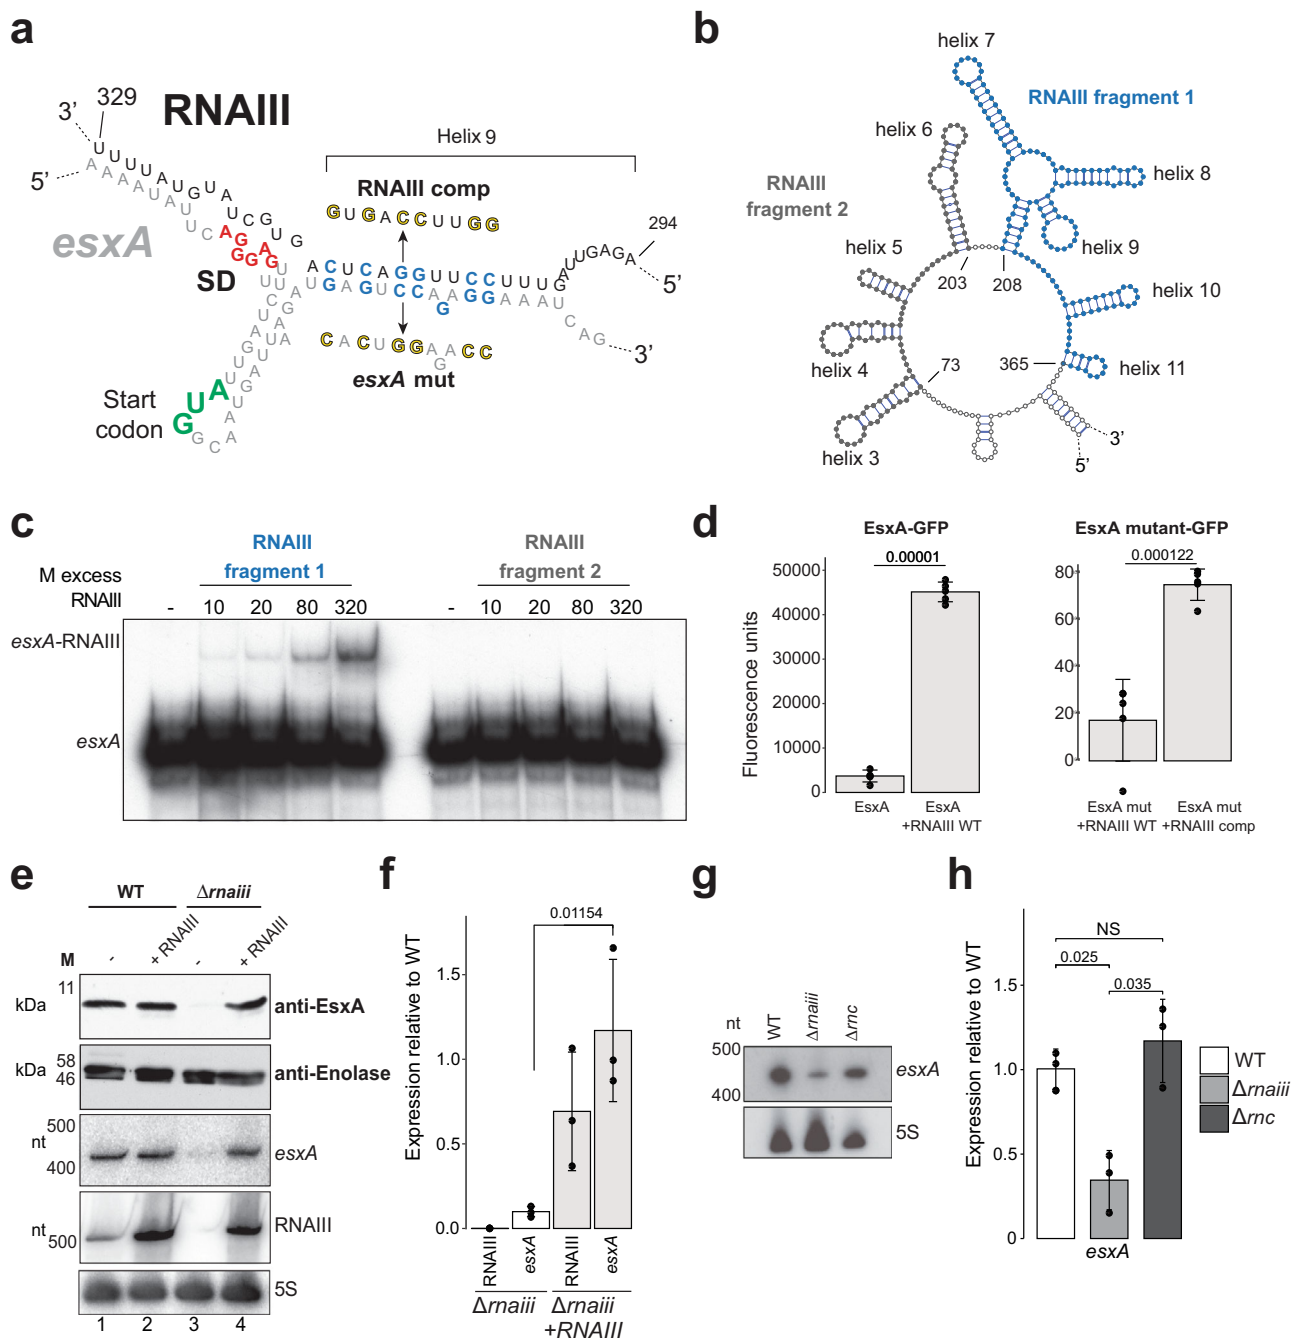 a
3’
329
RNAIII
5’
esxA
SD
Start
codon
Helix 9
RNAIII comp
GUGACCUUGG
UUUUAUGUAUCGUG
ACUCAGGUUCCUUUG
AUUGAGA
294
5’
AAAAUAUUC
AGGGAG
GAGUCCAGGAAA
G
UCAG
3’
CACUGGAACC
G
esxA mut
AUG
b
helix 7
RNAIII fragment 1
helix 6
helix 8
RNAIII
fragment 2
helix 5
helix 9
203
208
helix 10
helix 4
73
365
helix 11
helix 3
3’
5’
c
RNAIII
fragment 1
RNAIII
fragment 2
M excess
RNAIII
- 10 20 80 320 - 10 20 80 320
esxA-RNAIII
esxA
d
EsxA-GFP
EsxA mutant-GFP
0.00001
0.000122
Fluorescence units
50000
40000
30000
20000
10000
0
80
60
40
20
0
EsxA
EsxA
+RNAIII WT
EsxA mut
+RNAIII WT
EsxA mut
+RNAIII comp
e
WT
Δrnaiii
M - + RNAIII - + RNAIII
kDa 11 anti-EsxA
kDa 58 46 anti-Enolase
nt 500 400 esxA
nt 500 RNAIII
5S
1 2 3 4
f
0.01154
Expression relative to WT
1.5
1.0
0.5
0.0
RNAIII esxA RNAIII esxA
Δrnaiii
Δrnaiii
+RNAIII
g
nt WT Δrnaiii Δrnc
500
400
esxA
5S
h
NS
0.025
0.035
Expression relative to WT
1.5
1.0
0.5
0
esxA
WT
Δrnaiii
Δrnc